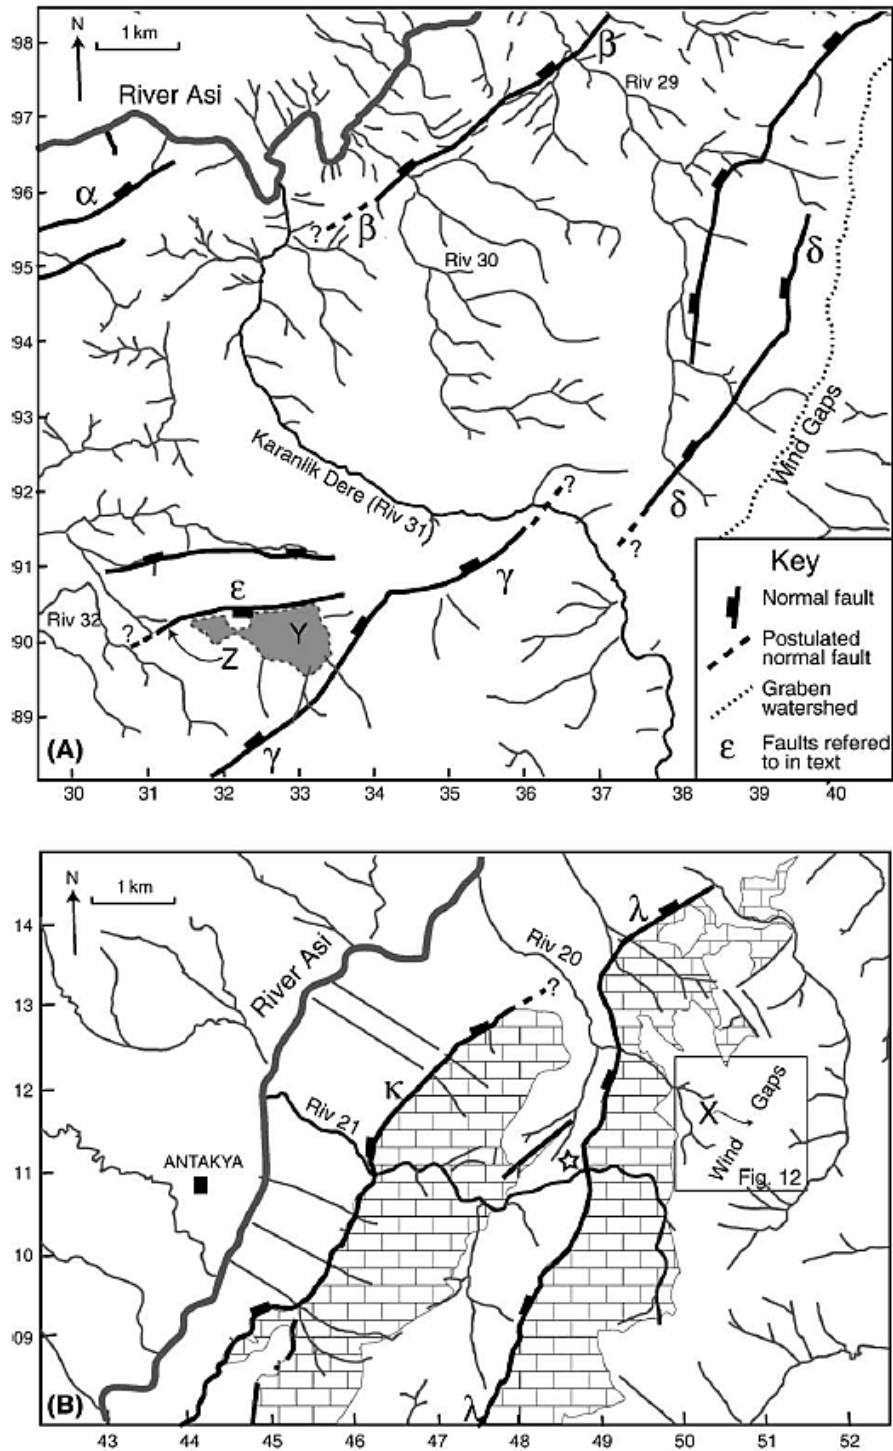 N
1 km
River Asi
α
β
Riv 29
?
β
Riv 30
δ
Karanlik Dere (Riv 31)
Wind Gaps
?
δ
?
γ
ε
Riv 32
?
Y
Z
γ
(A)
Key
Normal fault
Postulated
normal fault
Graben
watershed
ε Faults refered
to in text
:98
:97
:96
:95
:94
:93
:92
:91
:90
:89
30 31 32 33 34 35 36 37 38 39 40
N
1 km
λ
River Asi
Riv 20
?
κ
Riv 21
ANTAKYA
X
Wind Gaps
Fig. 12
λ
(B)
14
13
12
11
10
09
43 44 45 46 47 48 49 50 51 52